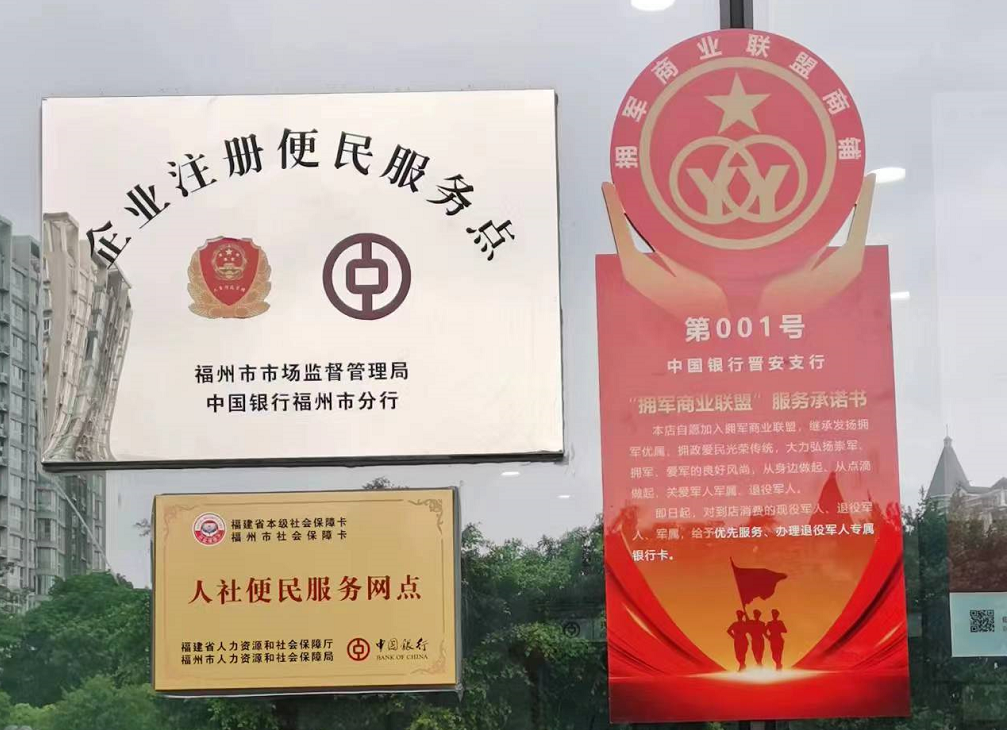 企业注册便民服务点
福州市市场监督管理局
中国银行福州市分行
福建省本级社会保障卡
福州市社会保障卡
人社便民服务网点
福建省人力资源和社会保障厅
福州市人力资源和社会保障局
中国银行
BANK OF CHINA
拥军商业联盟商铺
第001号
中国银行晋安支行
“拥军商业联盟”服务承诺书
本店自愿加入拥军商业联盟，继承发扬拥
军优属、拥政爱民光荣传统，大力弘扬崇军、
拥军、爱军的良好风尚，从身边做起、从点滴
做起，关爱军人军属、退役军人。
即日起，对到店消费的现役军人、退役军
人、军属，给予优先服务、办理退役军人专属
银行卡。